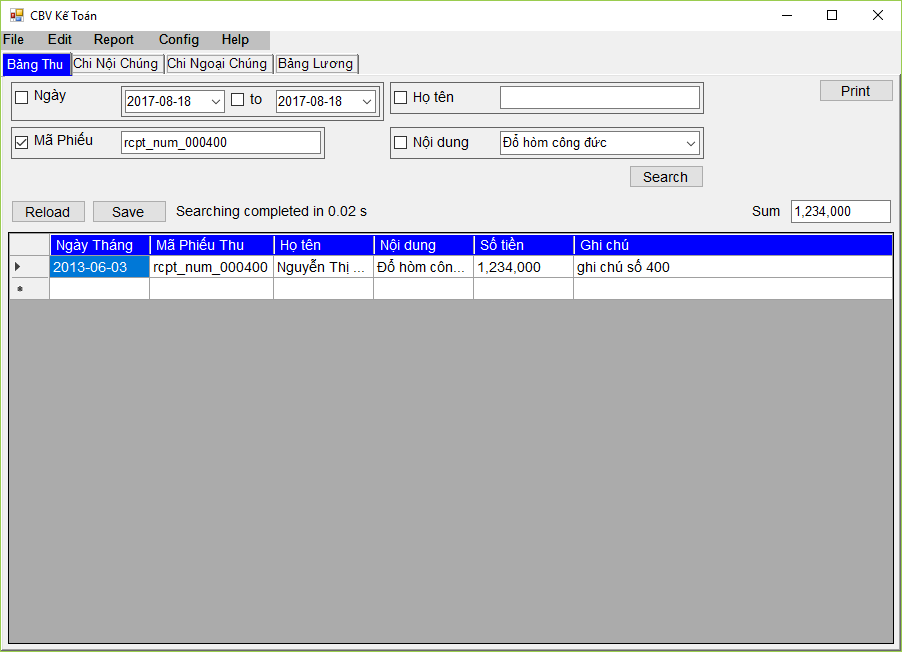 CBV Kế Toán
File Edit Report Config Help
Bảng Thu Chi Nội Chúng Chi Ngoại Chúng Bảng Lương
Ngày 2017-08-18 to 2017-08-18 Họ tên Print
Mã Phiếu rcpt_num_000400 Nội dung Đổ hòm công đức
Search
Reload Save Searching completed in 0.02 s Sum 1,234,000
Ngày Tháng Mã Phiếu Thu Họ tên Nội dung Số tiền Ghi chú
2013-06-03 rcpt_num_000400 Nguyễn Thị ... Đổ hòm côn... 1,234,000 ghi chú số 400